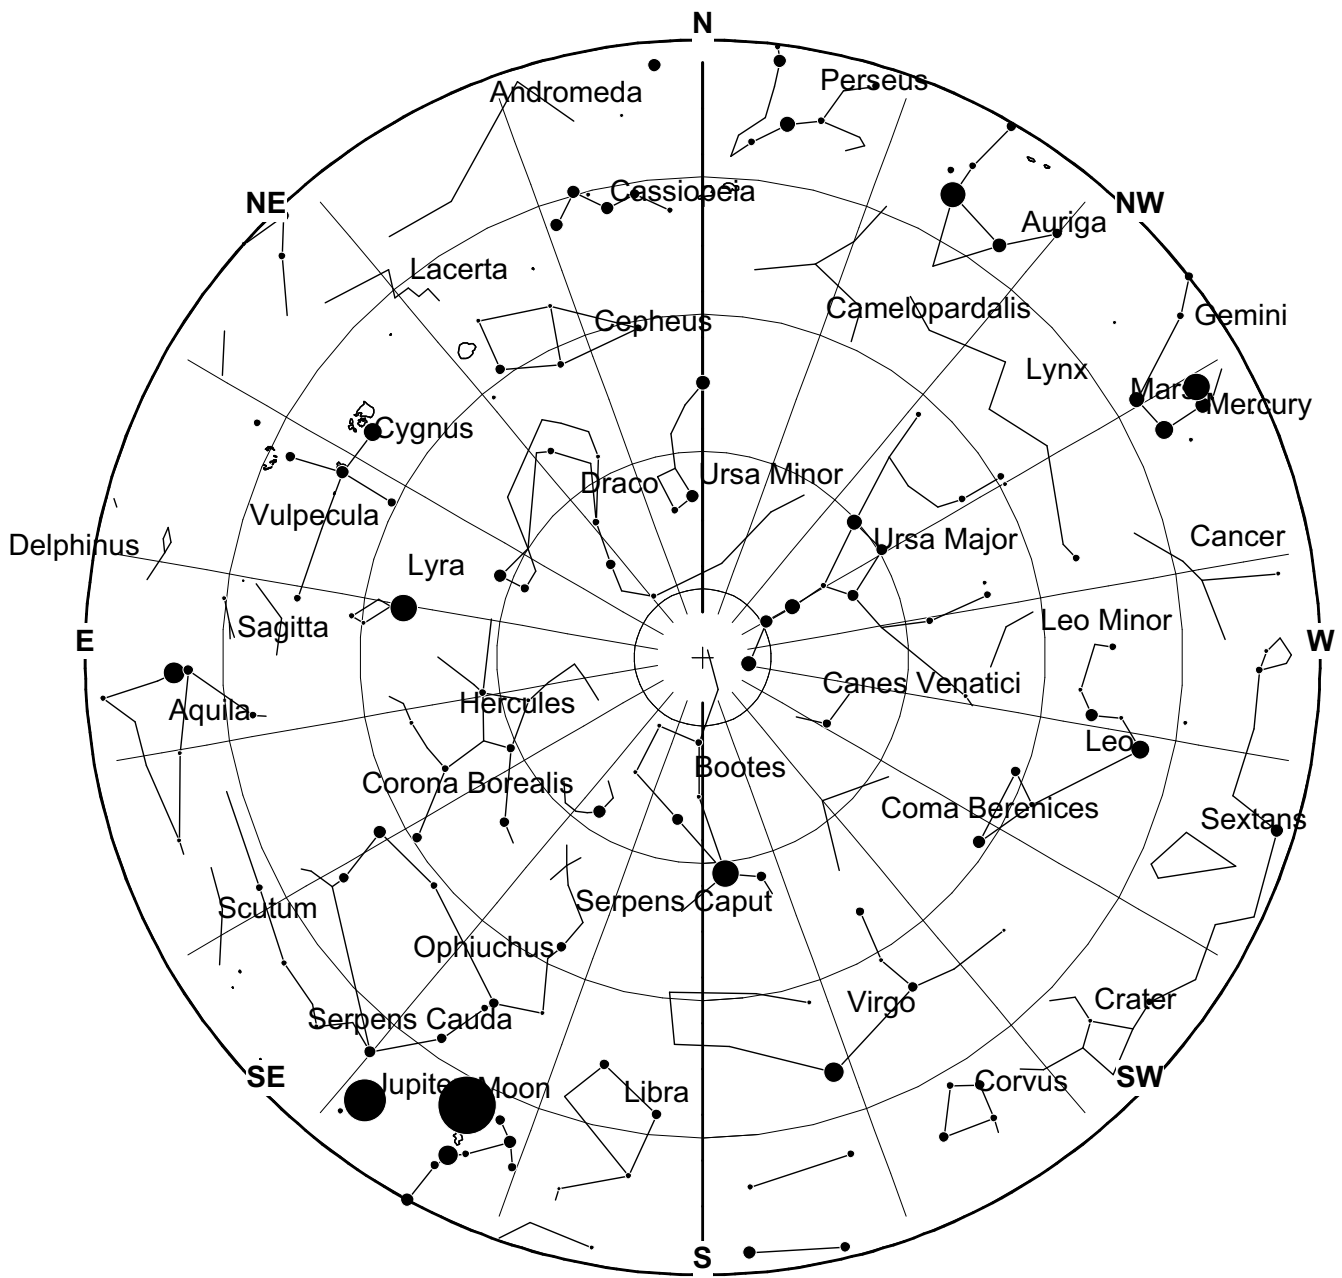 N
Andromeda
Perseus
Cassiopeia
NE
NW
Auriga
Lacerta
Camelopardalis
Gemini
Cepheus
Lynx
Mars
Mercury
Cygnus
Draco
Ursa Minor
Vulpecula
Ursa Major
Cancer
Delphinus
Lyra
Sagitta
Leo Minor
E
W
Hercules
Canes Venatici
Aquila
Leo
Corona Borealis
Bootes
Coma Berenices
Sextans
Scutum
Serpens Caput
Ophiuchus
Virgo
Crater
Serpens Cauda
SE
Jupite
Moon
Libra
Corvus
SW
S